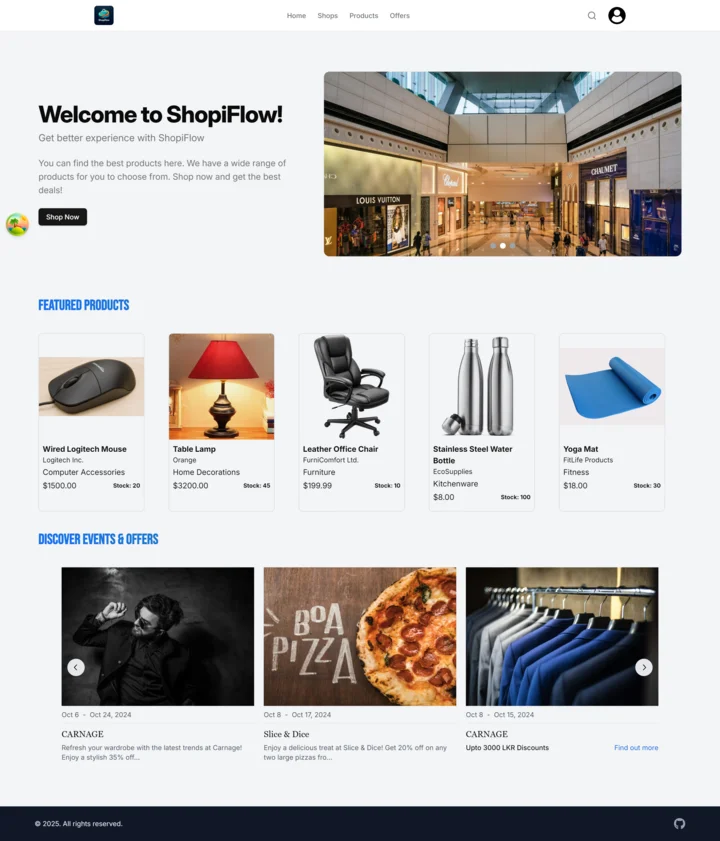 ShopiFlow
Home Shops Products Offers
Welcome to ShopiFlow!
Get better experience with ShopiFlow
You can find the best products here. We have a wide range of
products for you to choose from. Shop now and get the best
deals!
Shop Now
LOUIS VUITTON
CHAUMET
FEATURED PRODUCTS
Wired Logitech Mouse
Logitech Inc.
Computer Accessories
$1500.00 Stock: 20
Table Lamp
Orange
Home Decorations
$3200.00 Stock: 45
Leather Office Chair
FurniComfort Ltd.
Furniture
$199.99 Stock: 10
Stainless Steel Water
Bottle
EcoSupplies
Kitchenware
$8.00 Stock: 100
Yoga Mat
FitLife Products
Fitness
$18.00 Stock: 30
DISCOVER EVENTS & OFFERS
Oct 6 - Oct 24, 2024
CARNAGE
Refresh your wardrobe with the latest trends at Carnage!
Enjoy a stylish 35% off...
BOA
PIZZA
Oct 8 - Oct 17, 2024
Slice & Dice
Enjoy a delicious treat at Slice & Dice! Get 20% off on any
two large pizzas fro...
Oct 8 - Oct 15, 2024
CARNAGE
Upto 3000 LKR Discounts Find out more
© 2025. All rights reserved.